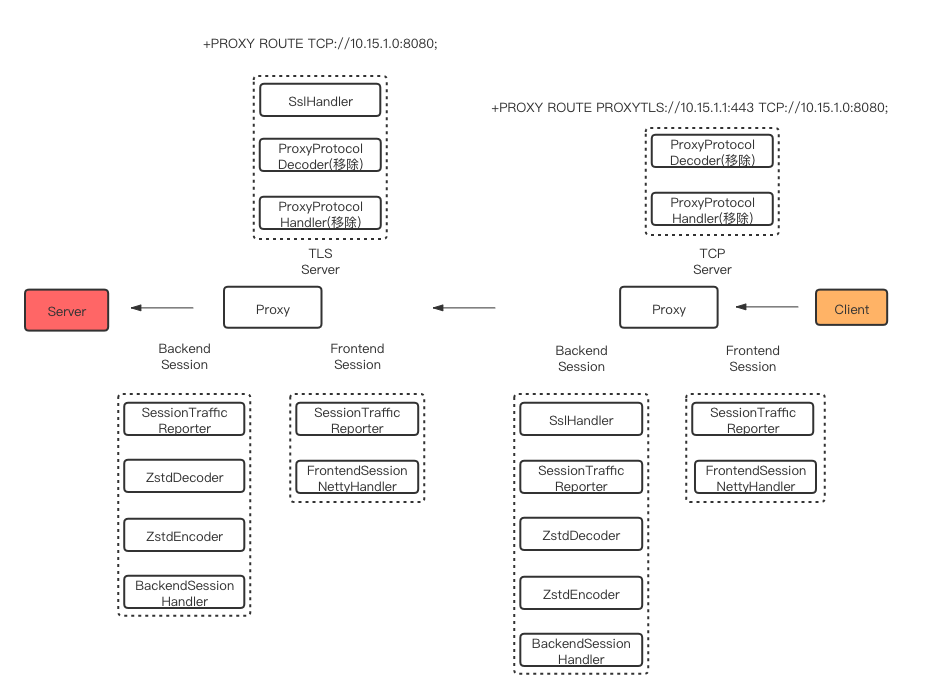 +PROXY ROUTE TCP://10.15.1.0:8080;
SslHandler
ProxyProtocol
Decoder(移除)
ProxyProtocol
Handler(移除)
TLS
Server
+PROXY ROUTE PROXYTLS://10.15.1.1:443 TCP://10.15.1.0:8080;
ProxyProtocol
Decoder(移除)
ProxyProtocol
Handler(移除)
TCP
Server
Server
Proxy
Proxy
Client
Backend
Session
Frontend
Session
Backend
Session
Frontend
Session
SessionTraffic
Reporter
ZstdDecoder
ZstdEncoder
BackendSession
Handler
SessionTraffic
Reporter
FrontendSession
NettyHandler
SslHandler
SessionTraffic
Reporter
ZstdDecoder
ZstdEncoder
BackendSession
Handler
SessionTraffic
Reporter
FrontendSession
NettyHandler